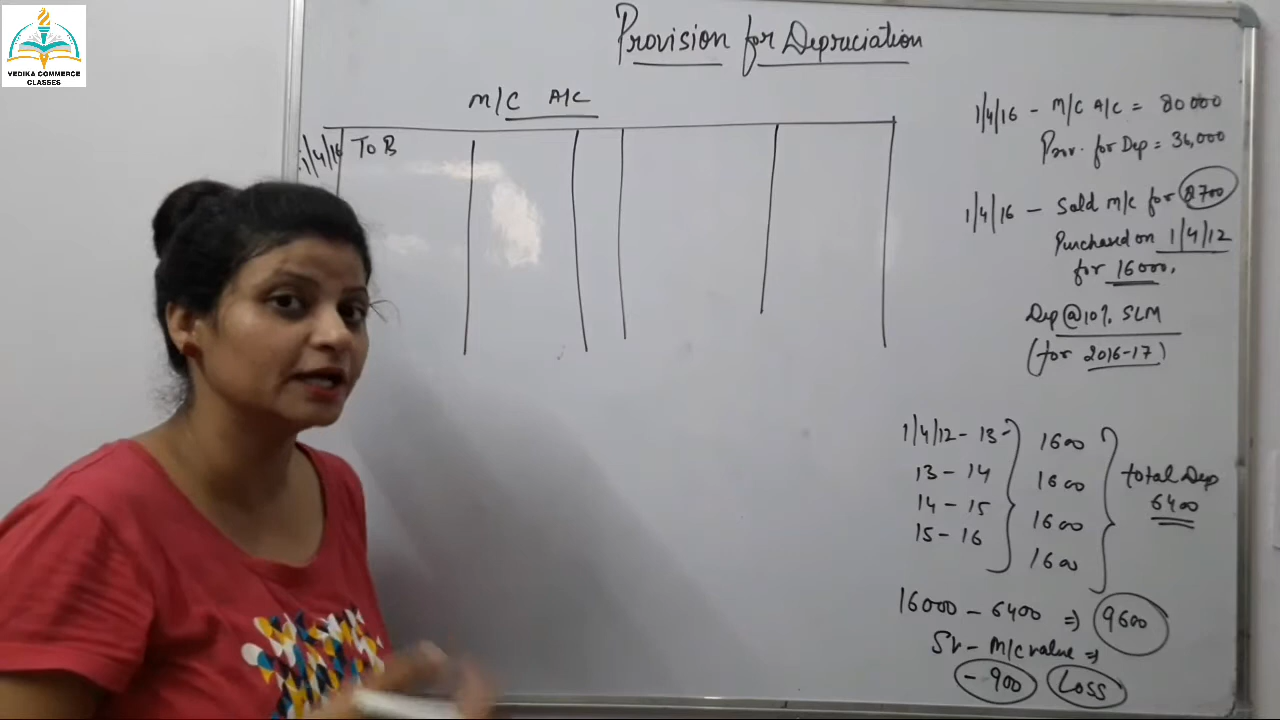 VEDIKA COMMERCE
CLASSES
Provision for Depreciation
M/C A/C
1/4/16 To B
1/4/16 - M/C A/C = 80000
Prov. for Dep = 36,000
1/4/16 - Sold m/c for 8700
Purchased on 1/4/12
for 16000.
Dep@10% SLM
(for 2016-17)
1/4/12 - 13 - 1600
13 - 14 1600
14 - 15 1600
15 - 16 1600
total Dep
6400
16000 - 6400 => 9600
Sr - M/C value =>
- 900 Loss